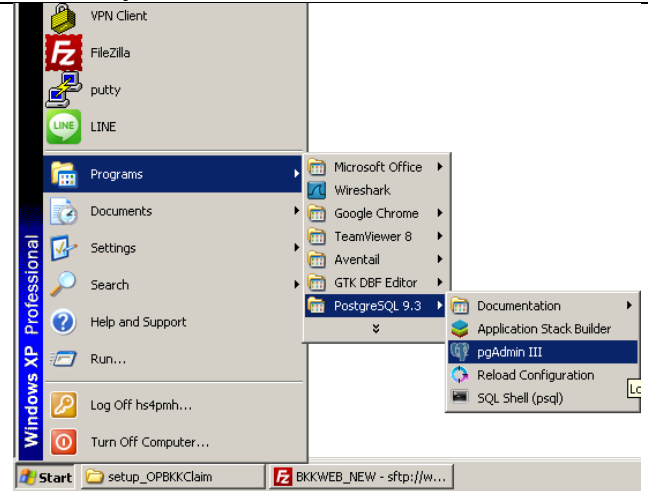 VPN Client
FileZilla
putty
LINE
LINE
Programs
Documents
Settings
Search
Help and Support
Run...
Log Off hs4pmh...
Turn Off Computer...
Windows XP Professional
Microsoft Office
Wireshark
Google Chrome
TeamViewer 8
Aventail
GTK DBF Editor
PostgreSQL 9.3
Documentation
Application Stack Builder
pgAdmin III
Reload Configuration
SQL Shell (psql)
Lo
Start
setup_OPBKKClaim
BKKWEB_NEW - sftp://w...